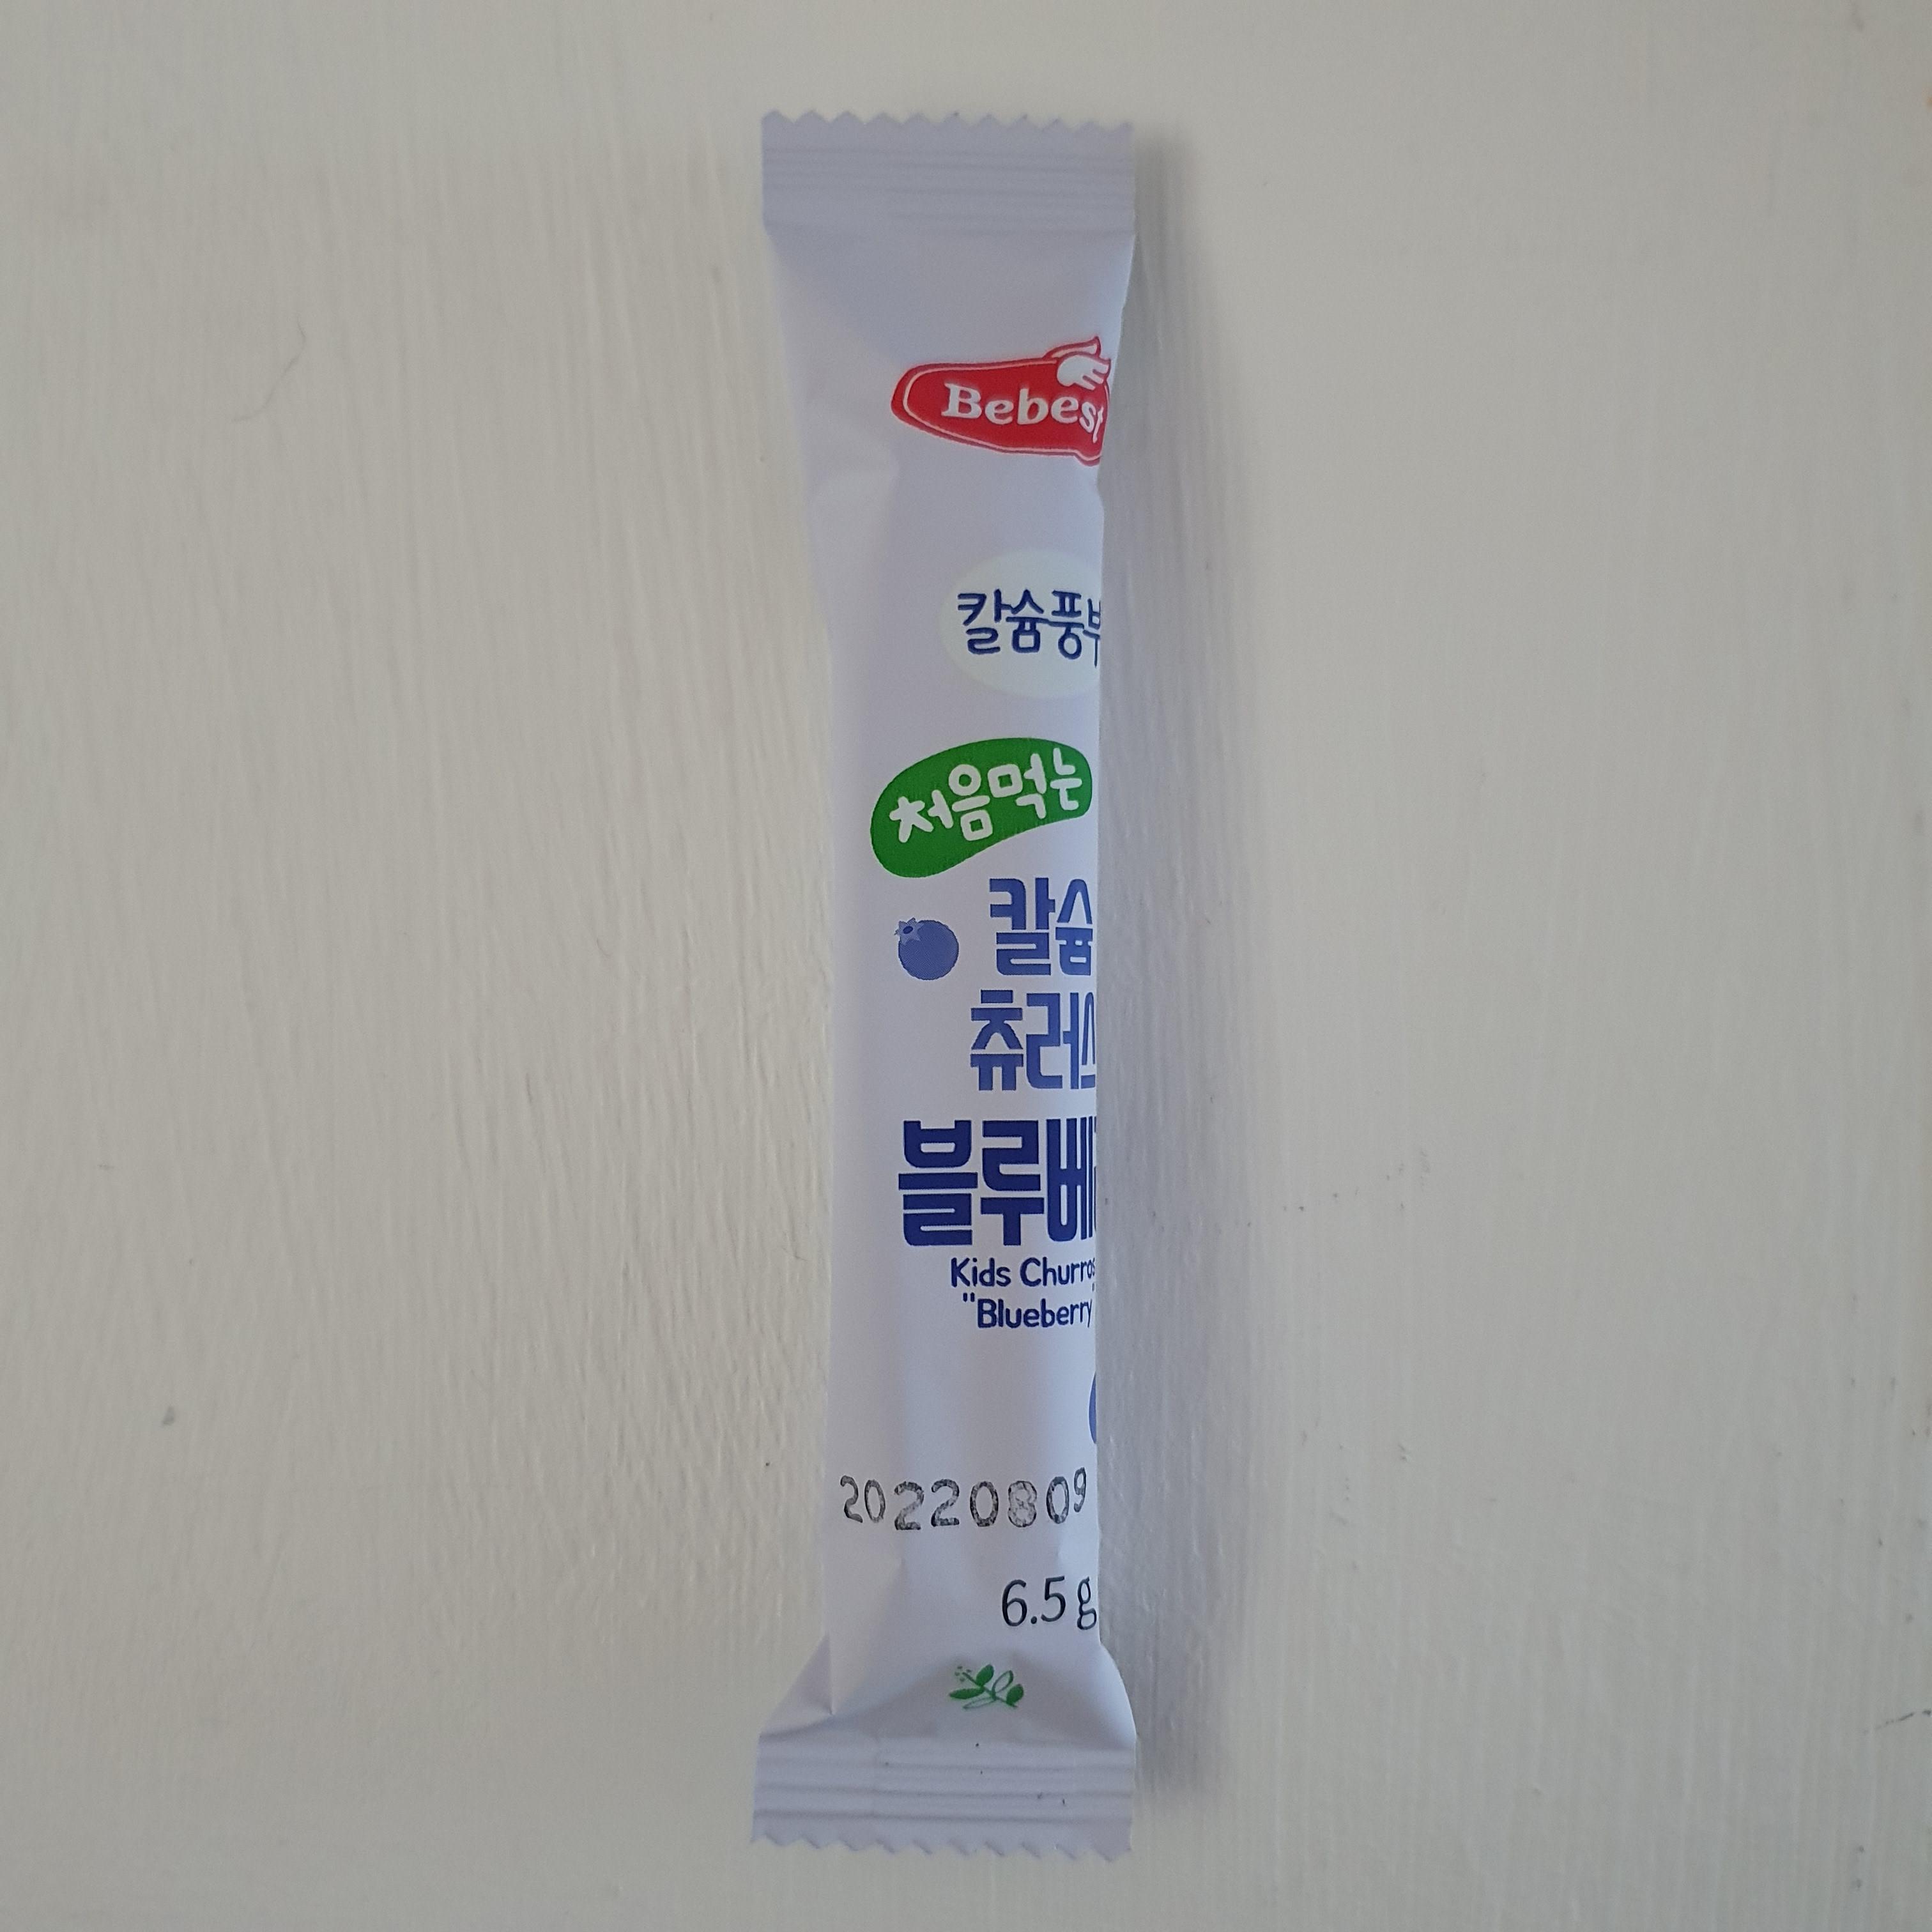 Bebest
칼슘풍부
처음먹는
칼슘
츄러스
블루베
Kids Churros
"Blueberry"
20220809
6.5g